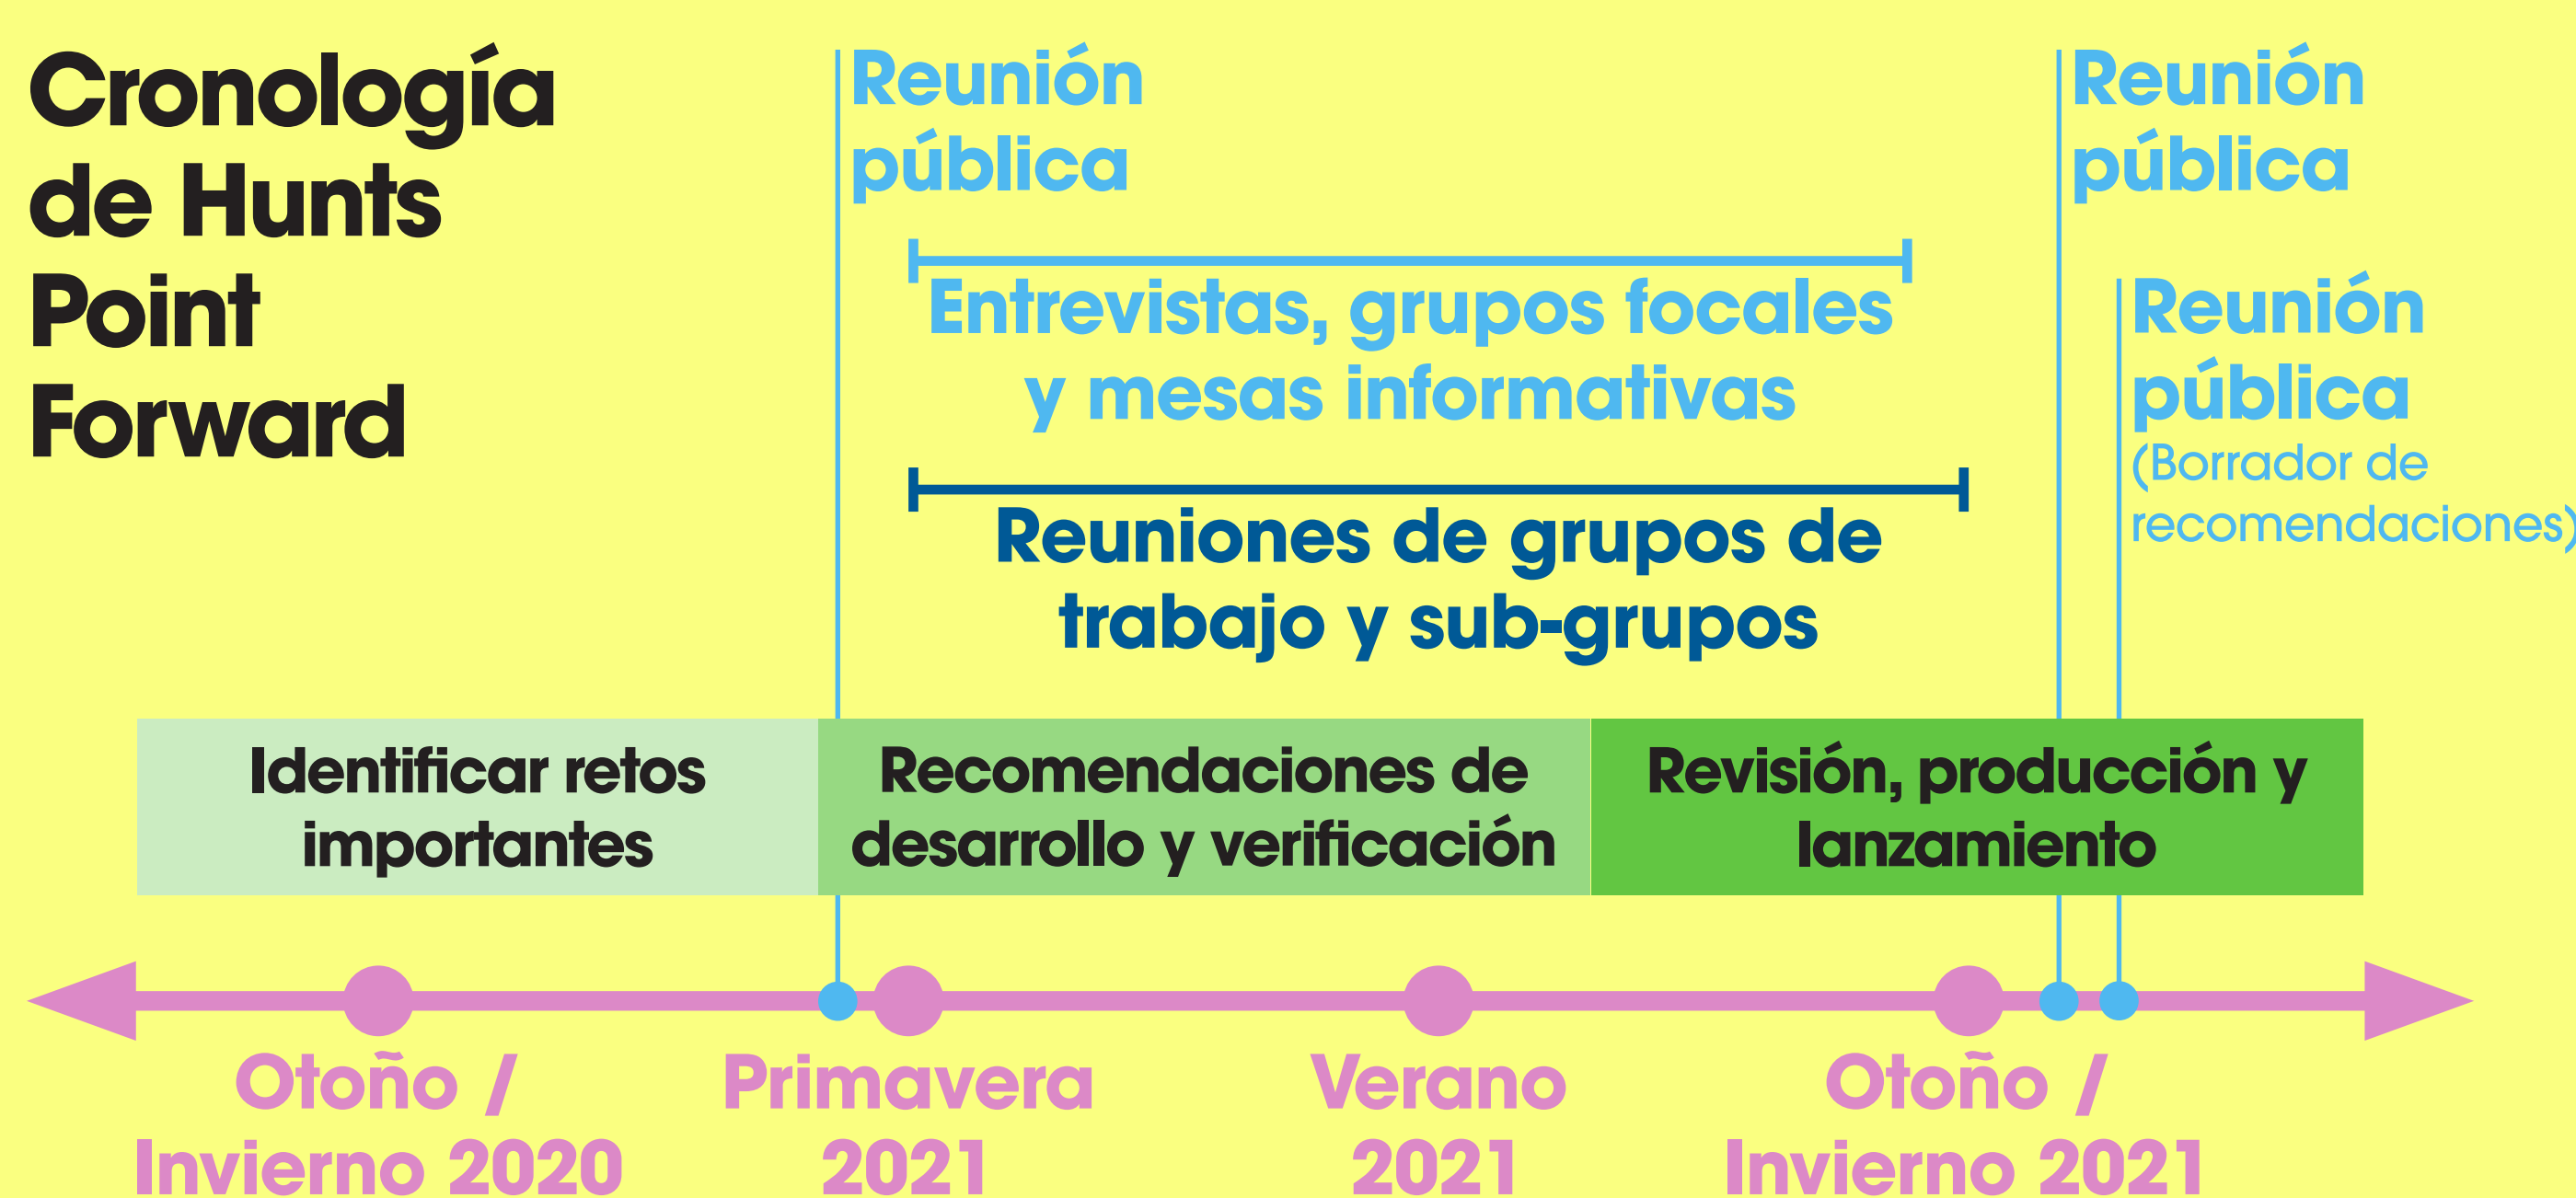 Cronología
de Hunts
Point
Forward
Reunión
pública
Entrevistas, grupos focales
y mesas informativas
Reuniones de grupos de
trabajo y sub-grupos
Reunión
pública
Reunión
pública
(Borrador de
recomendaciones)
Identificar retos
importantes
Recomendaciones de
desarrollo y verificación
Revisión, producción y
lanzamiento
Otoño /
Invierno 2020
Primavera
2021
Verano
2021
Otoño /
Invierno 2021